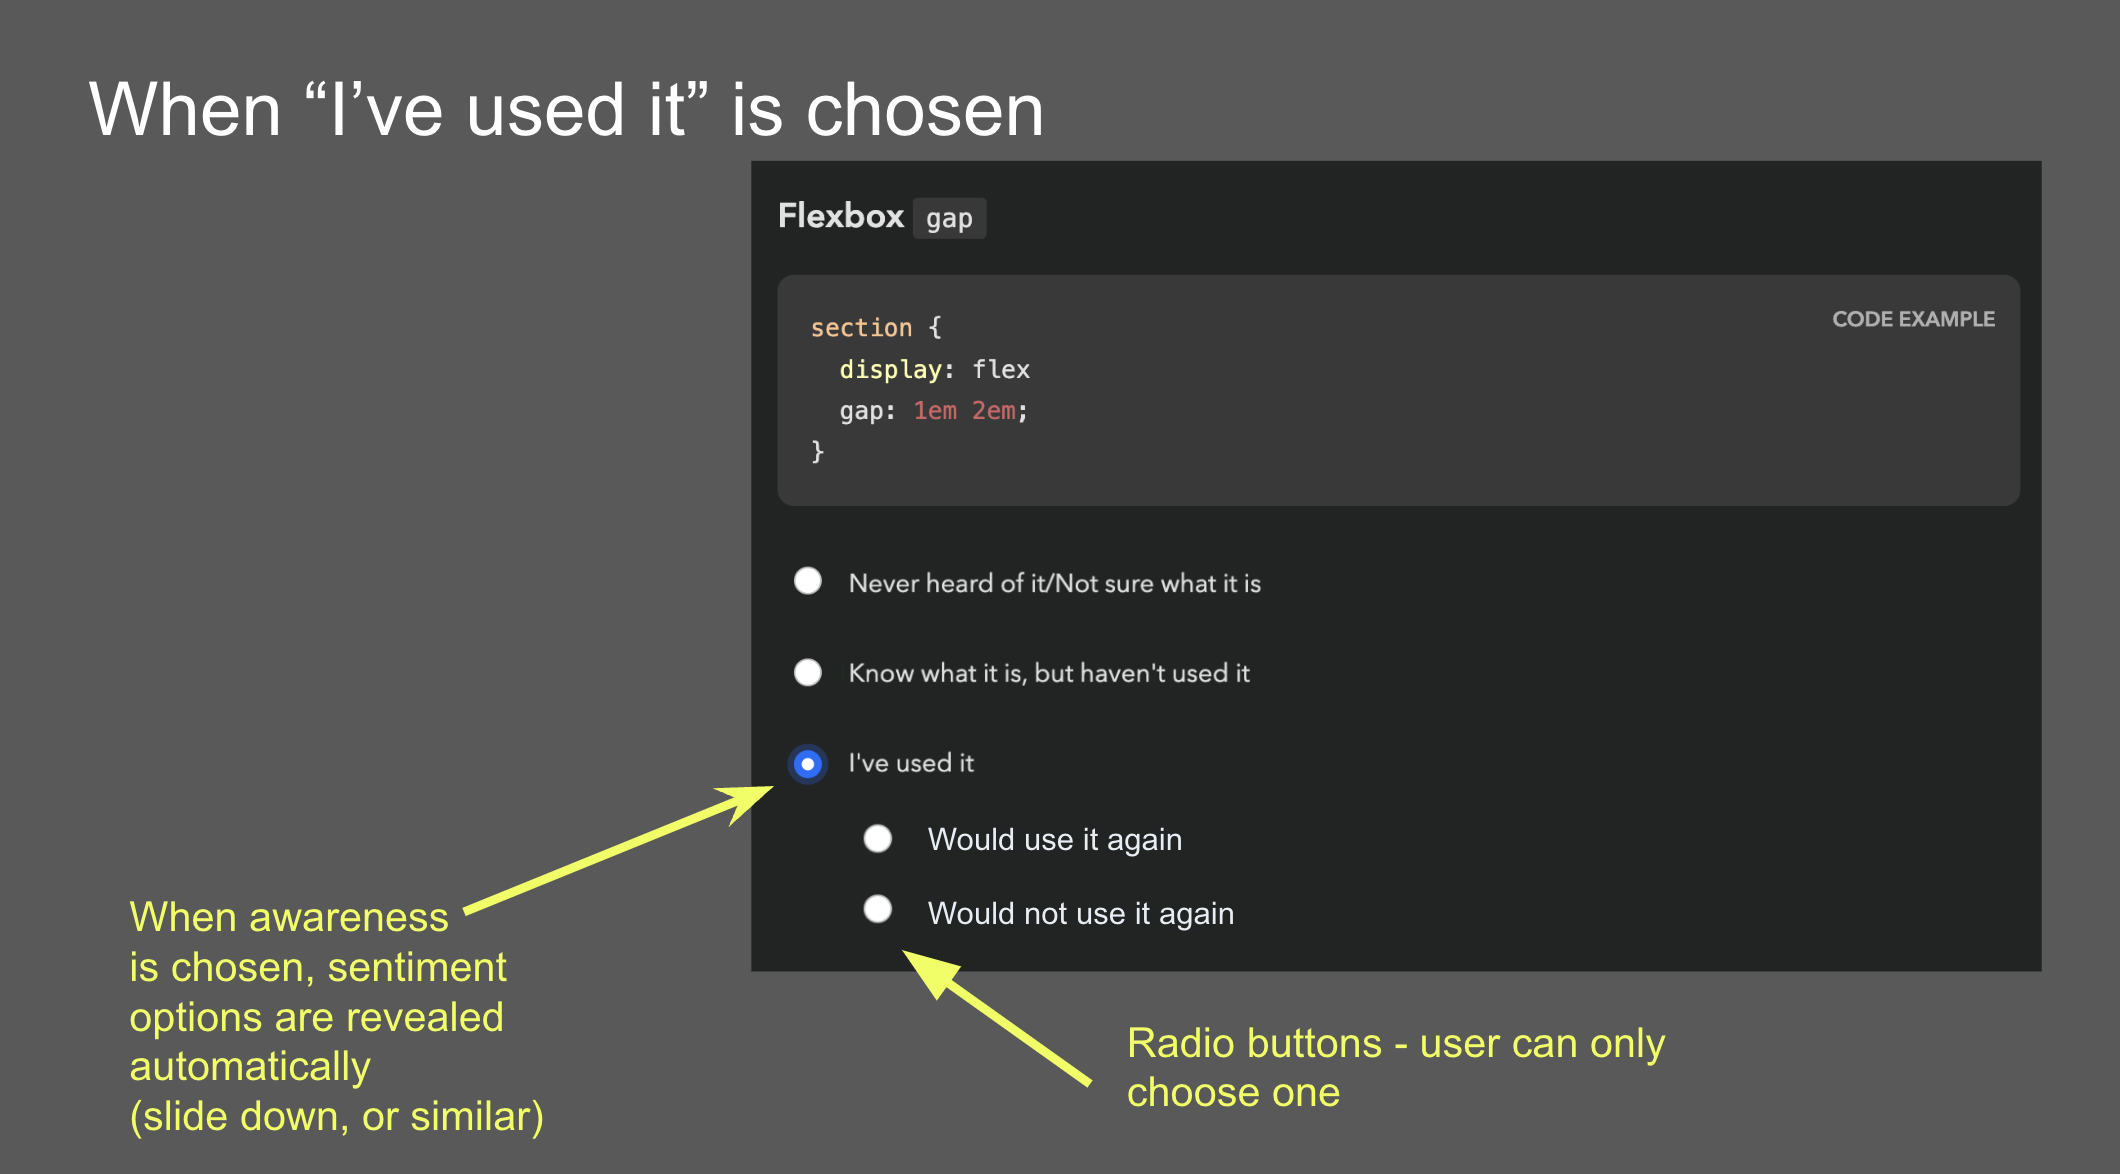 When “I’ve used it” is chosen
Flexbox gap
CODE EXAMPLE
section {
  display: flex
  gap: 1em 2em;
}
Never heard of it/Not sure what it is
Know what it is, but haven't used it
I've used it
Would use it again
Would not use it again
When awareness
is chosen, sentiment
options are revealed
automatically
(slide down, or similar)
Radio buttons - user can only
choose one